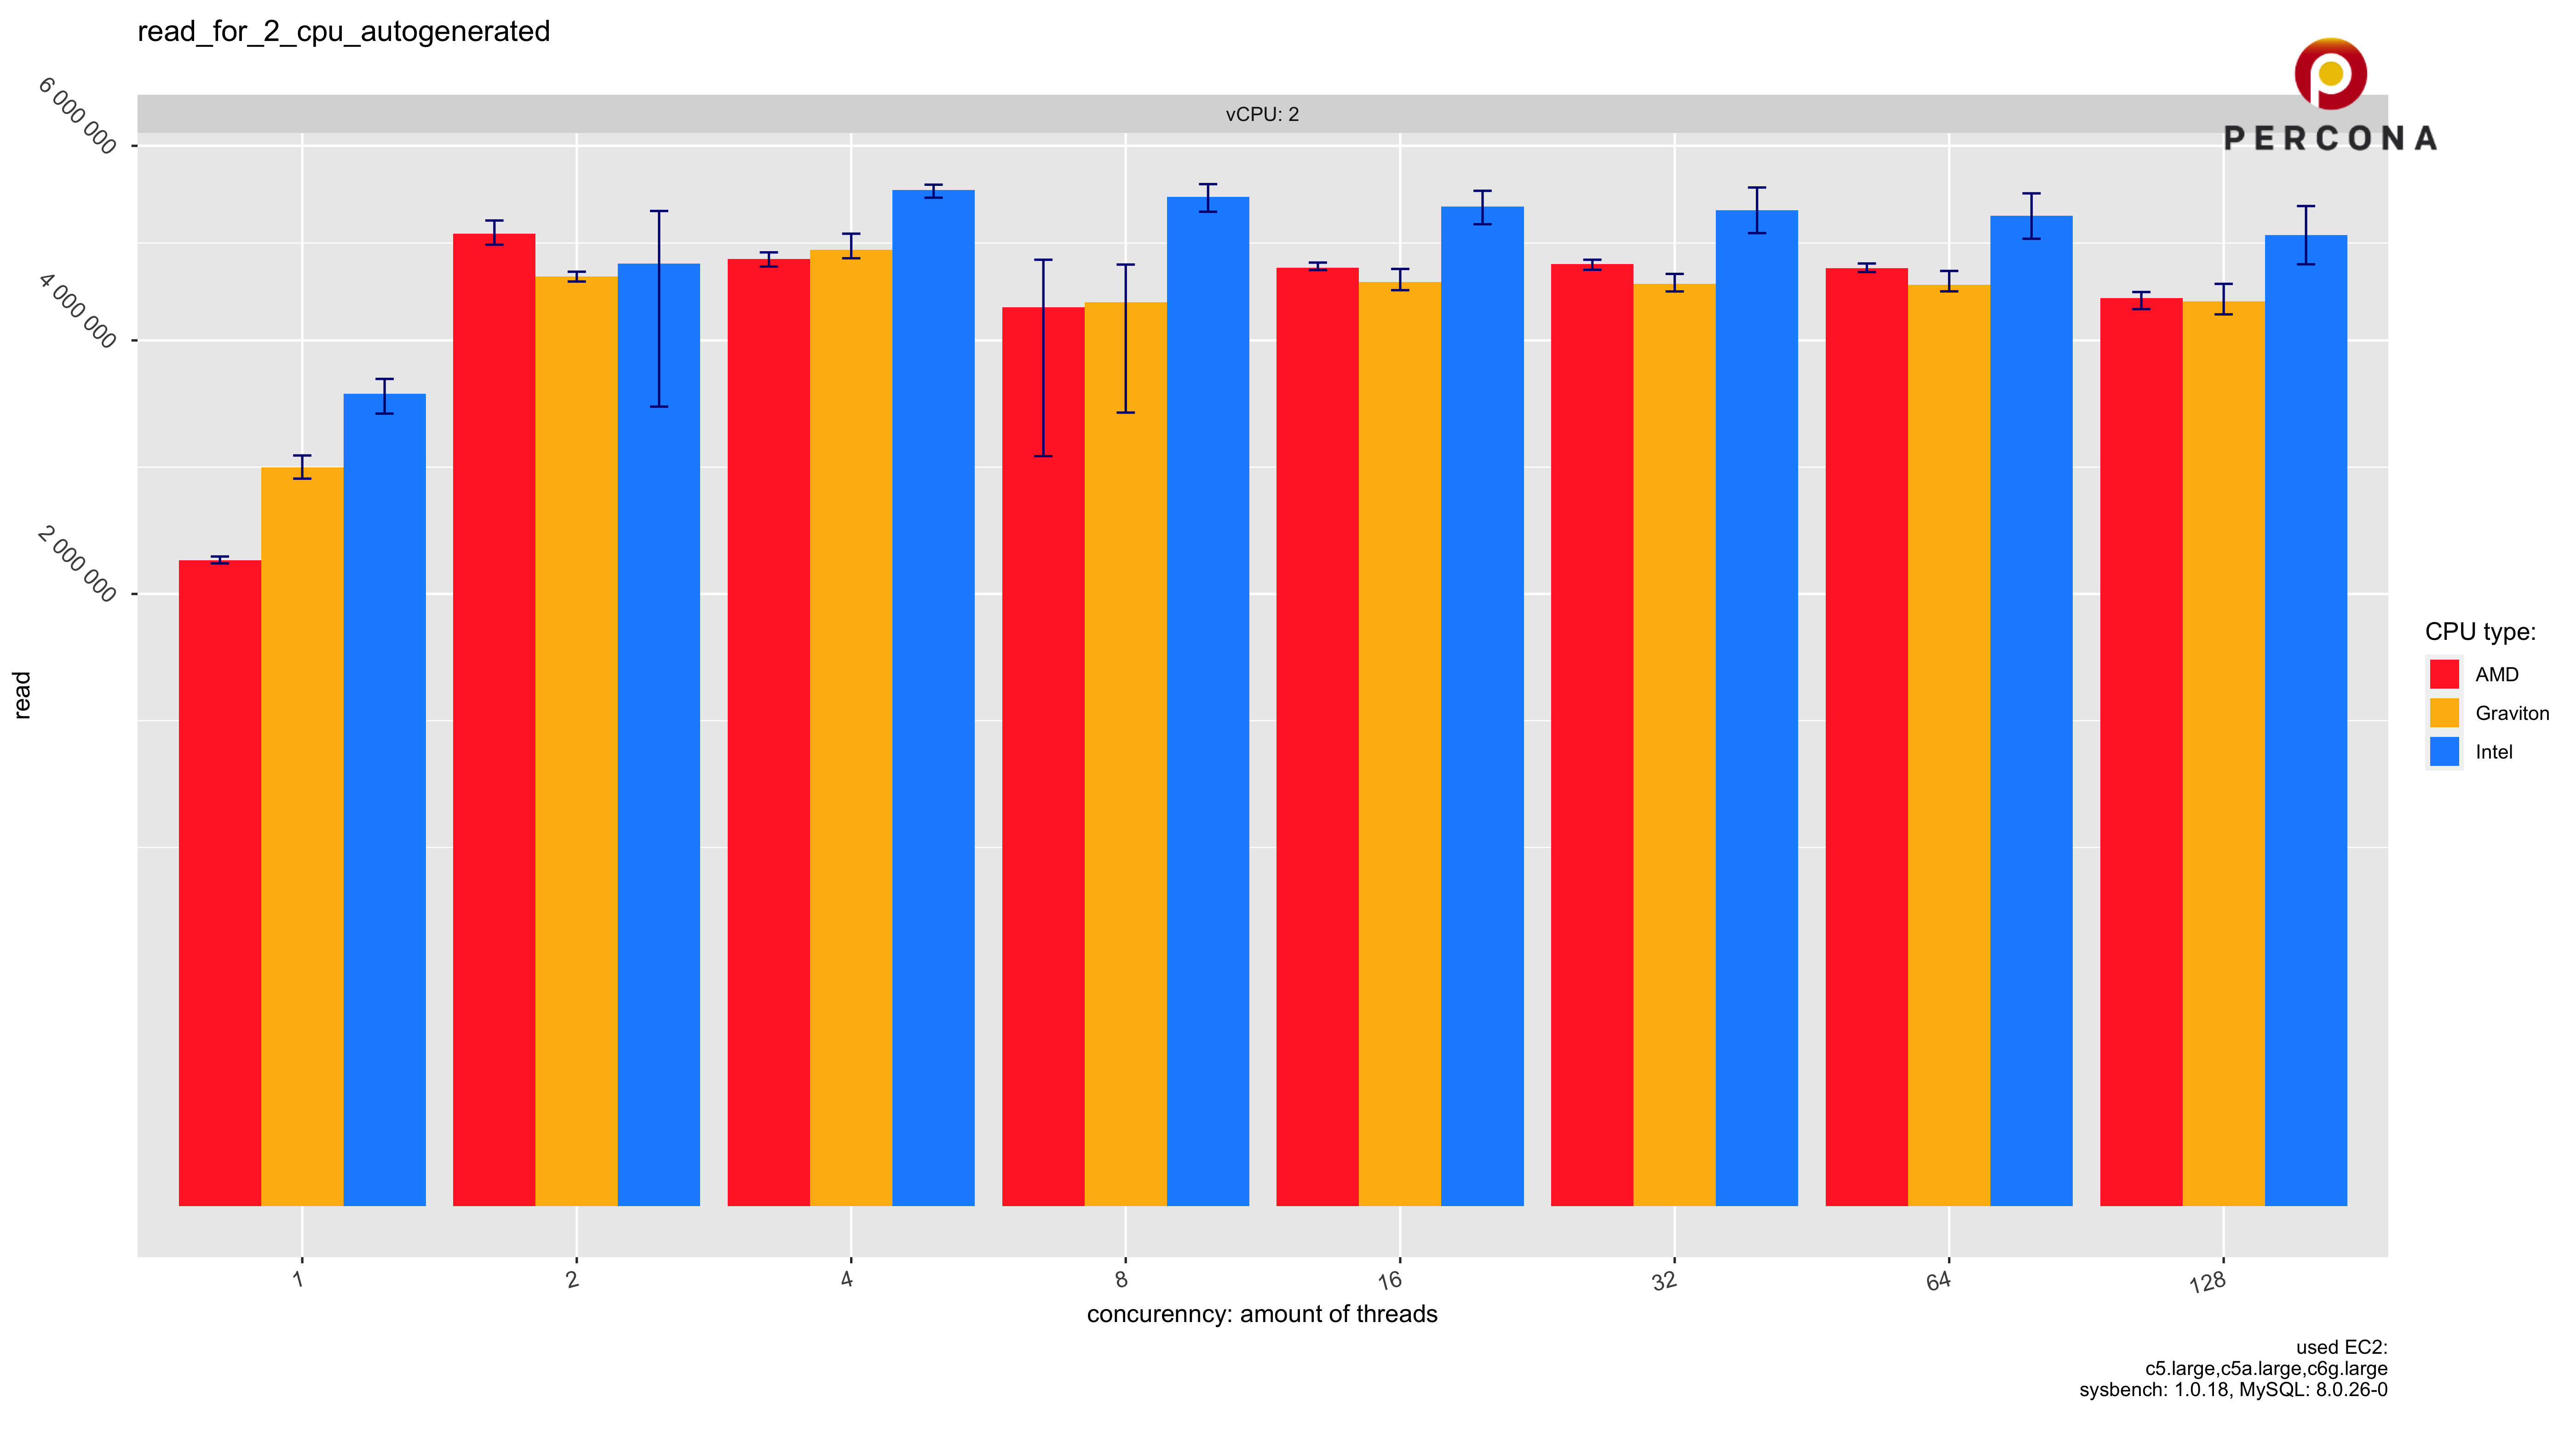 read_for_2_cpu_autogenerated
PERCONA
vCPU: 2
6 000 000
4 000 000
2 000 000
read
CPU type:
AMD
Graviton
Intel
1
2
4
8
16
32
64
128
concurenncy: amount of threads
used EC2:
c5.large,c5a.large,c6g.large
sysbench: 1.0.18, MySQL: 8.0.26-0